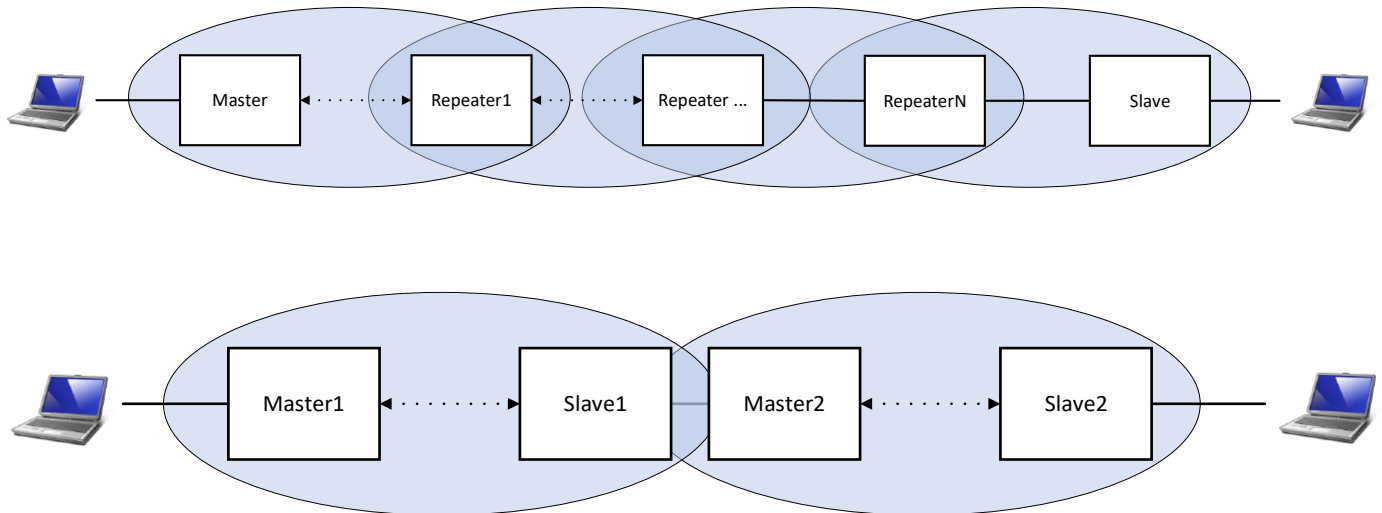 Master
Repeater1
Repeater ...
RepeaterN
Slave
Master1
Slave1
Master2
Slave2